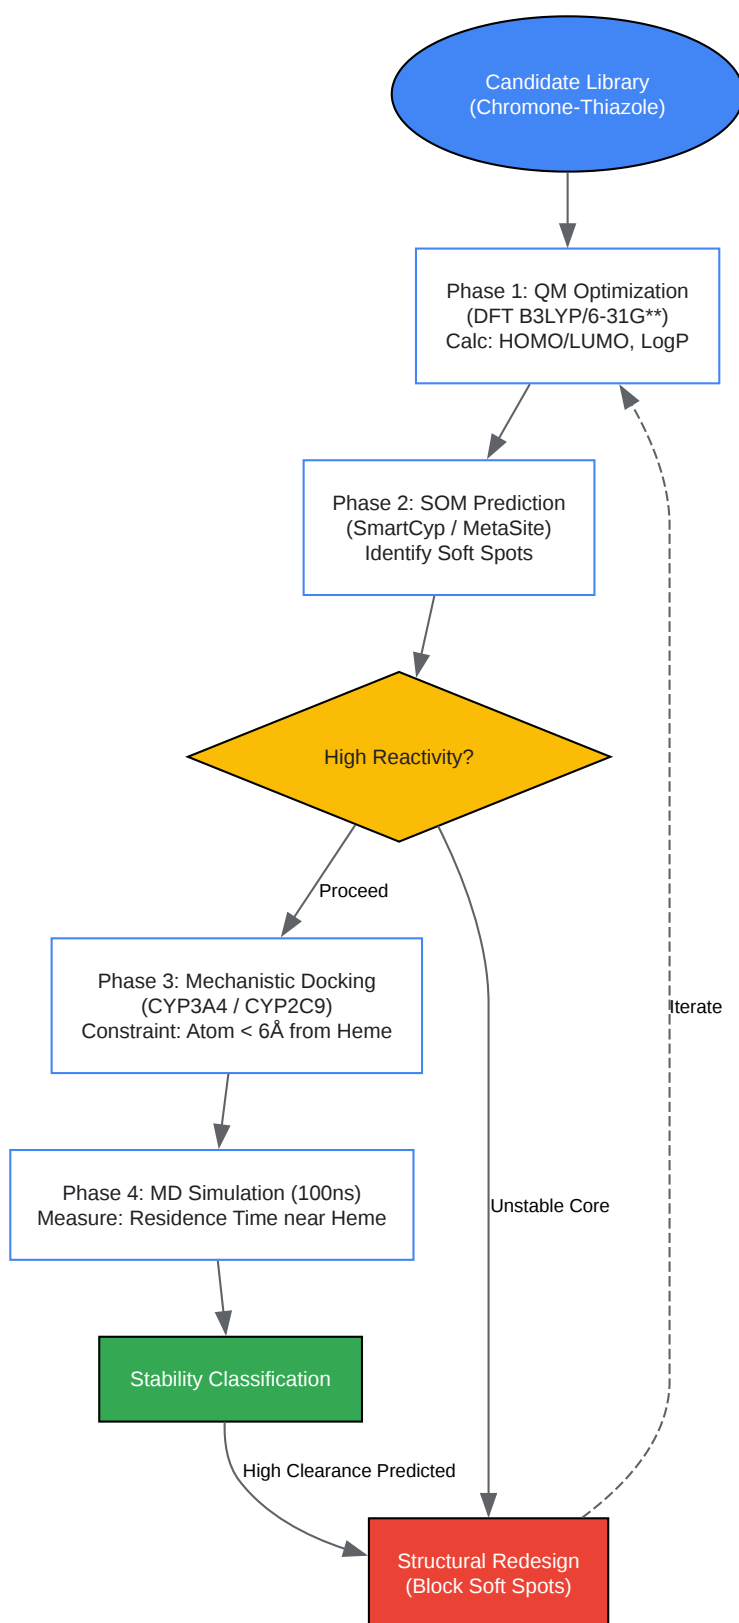 Candidate Library
(Chromone-Thiazole)
Phase 1: QM Optimization
(DFT B3LYP/6-31G**)
Calc: HOMO/LUMO, LogP
Phase 2: SOM Prediction
(SmartCyp / MetaSite)
Identify Soft Spots
High Reactivity?
Proceed
Phase 3: Mechanistic Docking
(CYP3A4 / CYP2C9)
Constraint: Atom < 6Å from Heme
Iterate
Phase 4: MD Simulation (100ns)
Measure: Residence Time near Heme
Unstable Core
Stability Classification
High Clearance Predicted
Structural Redesign
(Block Soft Spots)